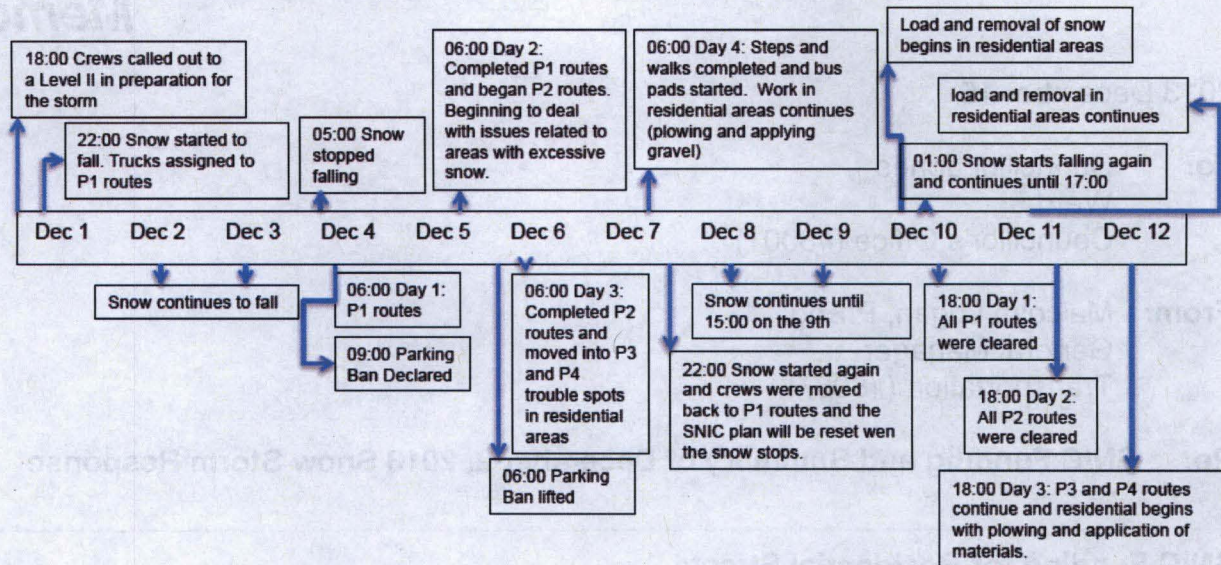 18:00 Crews called out to
a Level II in preparation for
the storm
22:00 Snow started to
fall. Trucks assigned to
P1 routes
05:00 Snow
stopped
falling
06:00 Day 2:
Completed P1 routes
and began P2 routes.
Beginning to deal
with issues related to
areas with excessive
snow.
06:00 Day 4: Steps and
walks completed and bus
pads started. Work in
residential areas continues
(plowing and applying
gravel)
Load and removal of snow
begins in residential areas
load and removal in
residential areas continues
01:00 Snow starts falling again
and continues until 17:00
Dec 1 Dec 2 Dec 3 Dec 4 Dec 5 Dec 6 Dec 7 Dec 8 Dec 9 Dec 10 Dec 11 Dec 12
Snow continues to fall
06:00 Day 1:
P1 routes
09:00 Parking
Ban Declared
06:00 Day 3:
Completed P2
routes and
moved into P3
and P4
trouble spots
in residential
areas
06:00 Parking
Ban lifted
Snow continues until
15:00 on the 9th
22:00 Snow started again
and crews were moved
back to P1 routes and the
SNIC plan will be reset wen
the snow stops.
18:00 Day 1:
All P1 routes
were cleared
18:00 Day 2:
All P2 routes
were cleared
18:00 Day 3: P3 and P4 routes
continue and residential begins
with plowing and application of
materials.